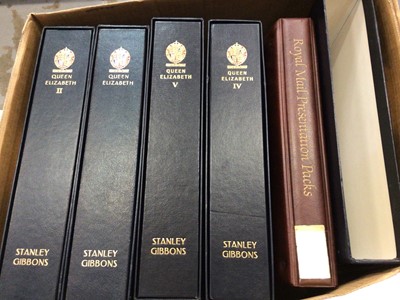 QUEEN
ELIZABETH
II
STANLEY
GIBBONS
QUEEN
ELIZABETH
STANLEY
GIBBONS
QUEEN
ELIZABETH
V
STANLEY
GIBBONS
QUEEN
ELIZABETH
IV
STANLEY
GIBBONS
Royal Mail Presentation Packs